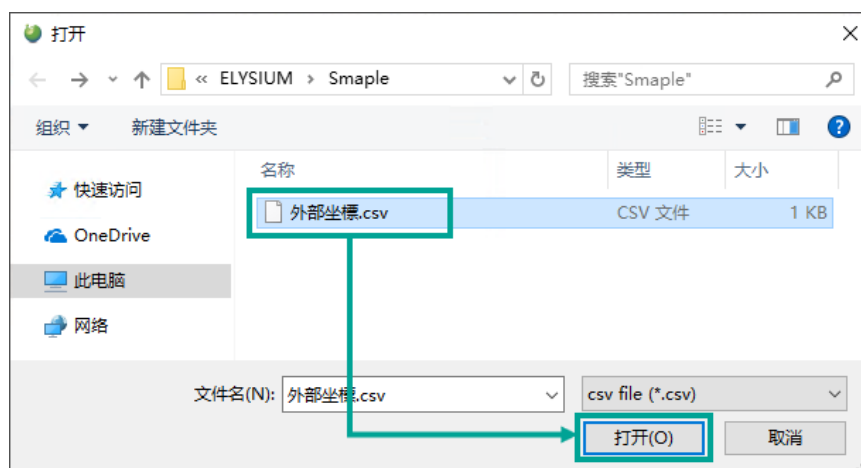 打开
« ELYSIUM › Smaple
搜索"Smaple"
组织
新建文件夹
名称 类型 大小
快速访问
外部坐標.csv CSV 文件 1 KB
OneDrive
此电脑
网络
文件名(N): 外部坐標.csv csv file (*.csv)
打开(O) 取消